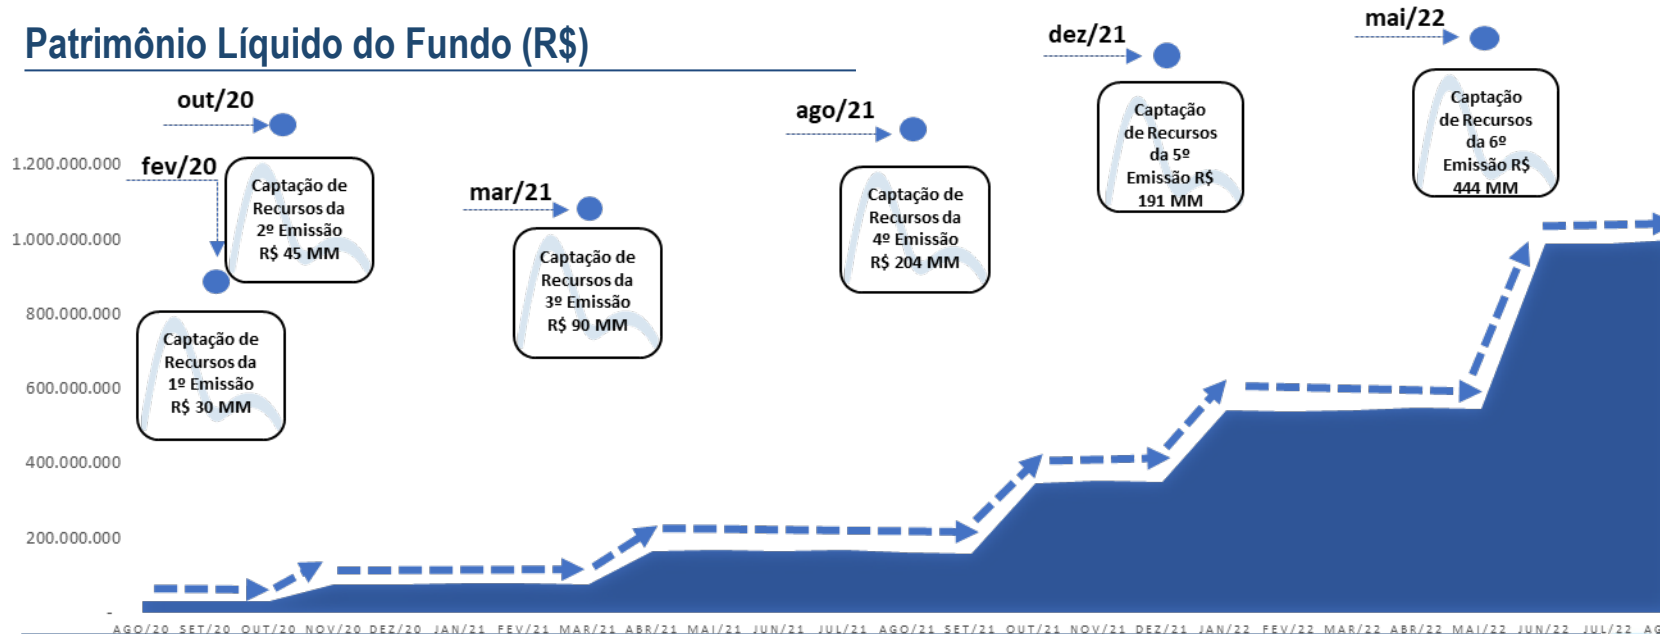 Patrimônio Líquido do Fundo (R$)
out/20
fev/20
mar/21
ago/21
dez/21
mai/22
Captação de
Recursos da
1º Emissão
R$ 30 MM
Captação de
Recursos da
2º Emissão
R$ 45 MM
Captação de
Recursos da
3º Emissão
R$ 90 MM
Captação de
Recursos da
4º Emissão
R$ 204 MM
Captação
de Recursos
da 5º
Emissão R$
191 MM
Captação
de Recursos
da 6º
Emissão R$
444 MM
1.200.000.000
1.000.000.000
800.000.000
600.000.000
400.000.000
200.000.000
-
AGO/20 SET/20 OUT/20 NOV/20 DEZ/20 JAN/21 FEV/21 MAR/21 ABR/21 MAI/21 JUN/21 JUL/21 AGO/21 SET/21 OUT/21 NOV/21 DEZ/21 JAN/22 FEV/22 MAR/22 ABR/22 MAI/22 JUN/22 JUL/22 AG